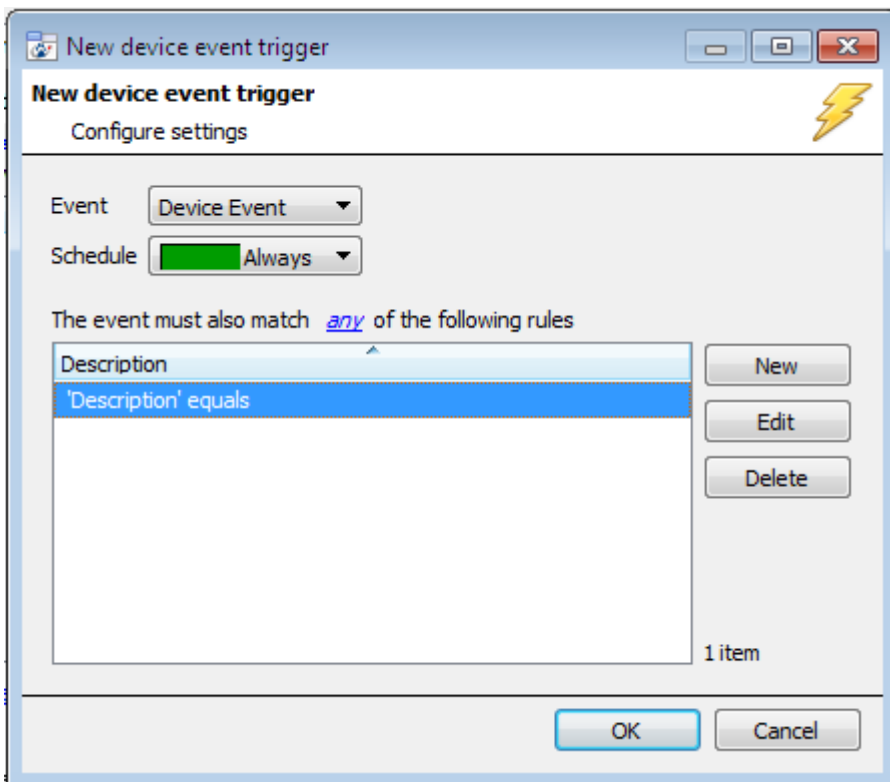 New device event trigger
New device event trigger
Configure settings
Event Device Event
Schedule Always
The event must also match any of the following rules
Description
'Description' equals
New
Edit
Delete
1 item
OK Cancel